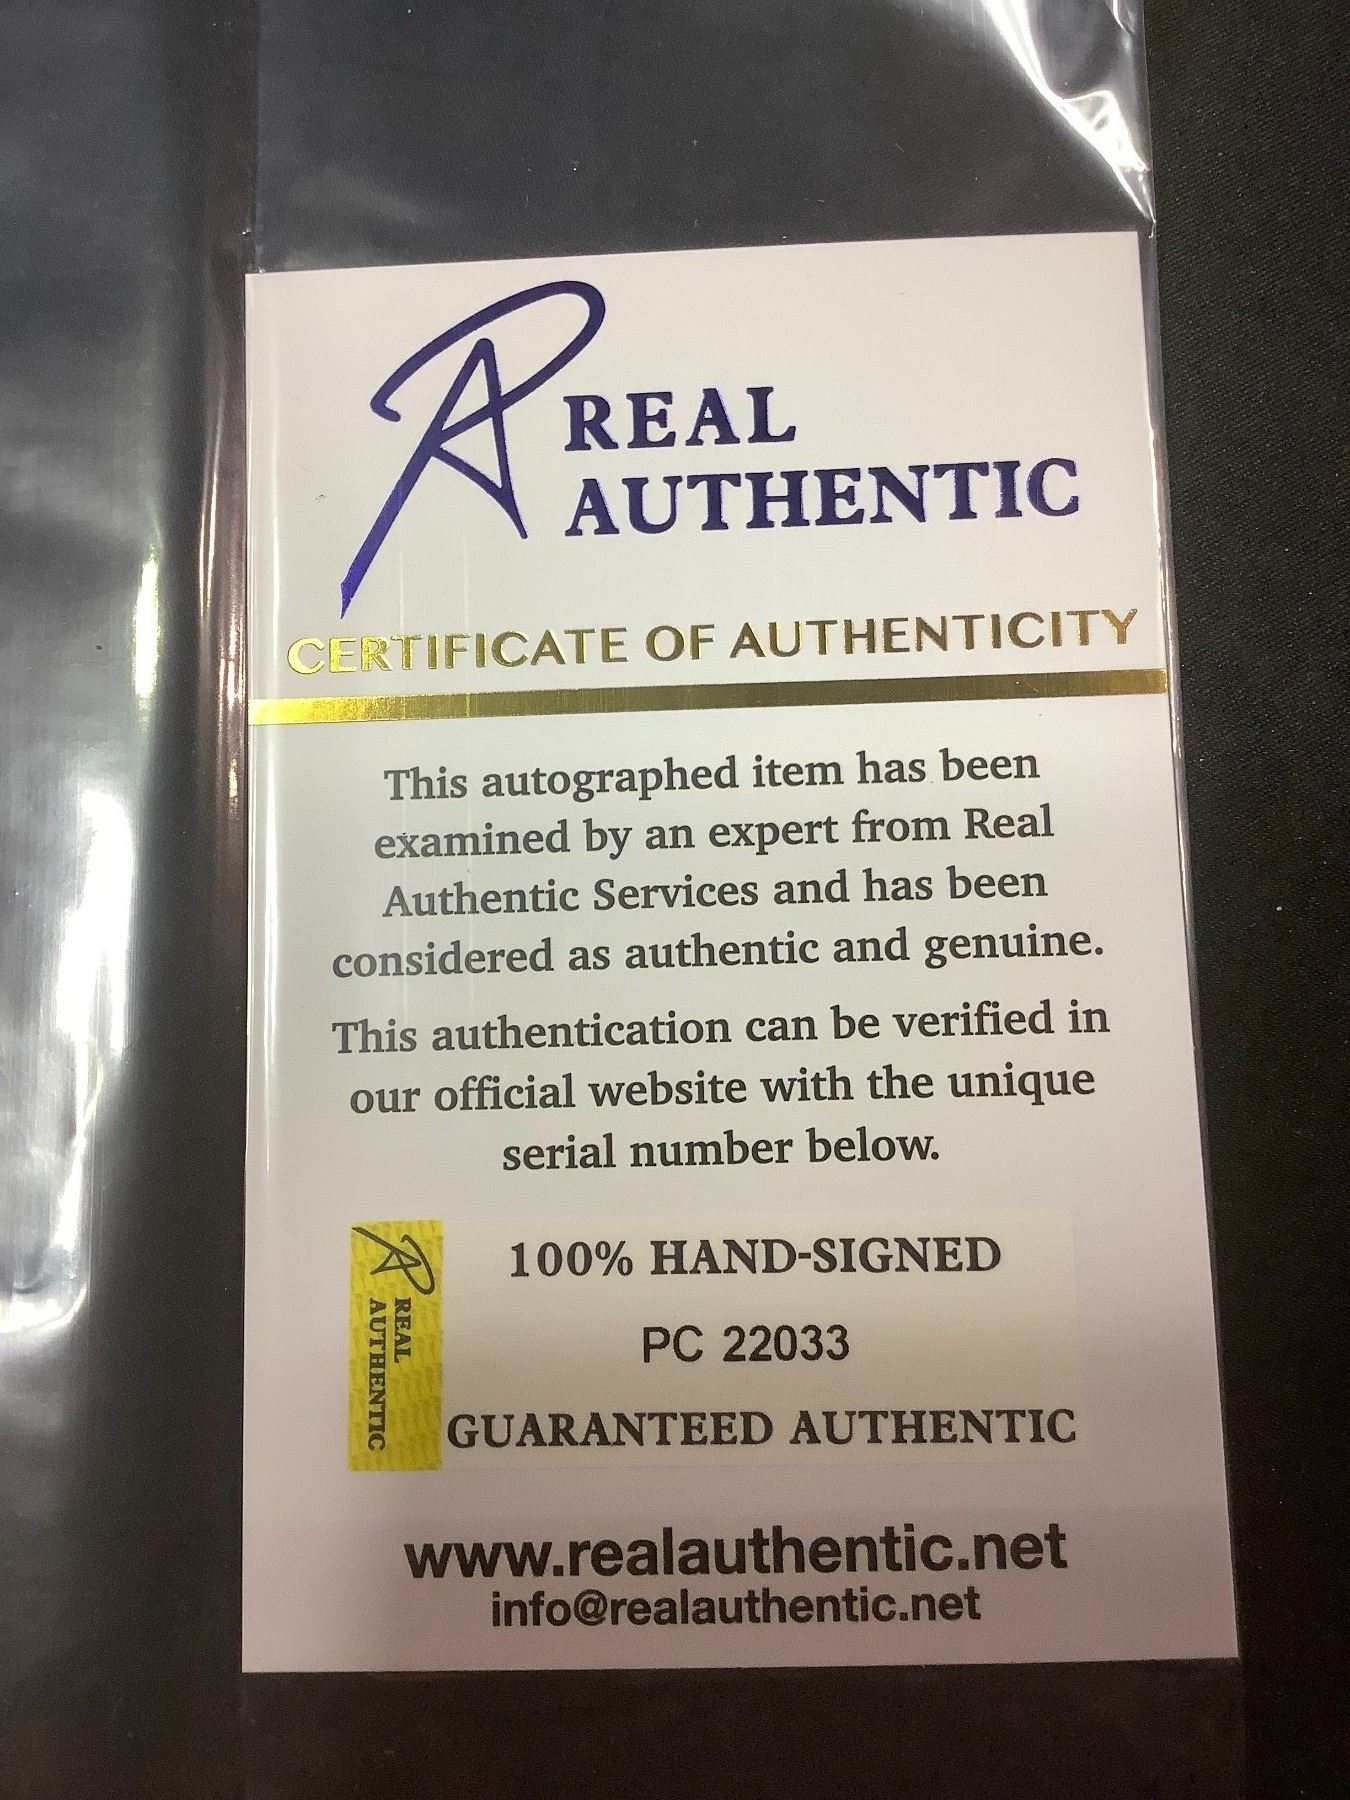 REAL
AUTHENTIC
CERTIFICATE OF AUTHENTICITY
This autographed item has been
examined by an expert from Real
Authentic Services and has been
considered as authentic and genuine.
This authentication can be verified in
our official website with the unique
serial number below.
REAL
AUTHENTIC
100% HAND-SIGNED
PC 22033
GUARANTEED AUTHENTIC
www.realauthentic.net
info@realauthentic.net